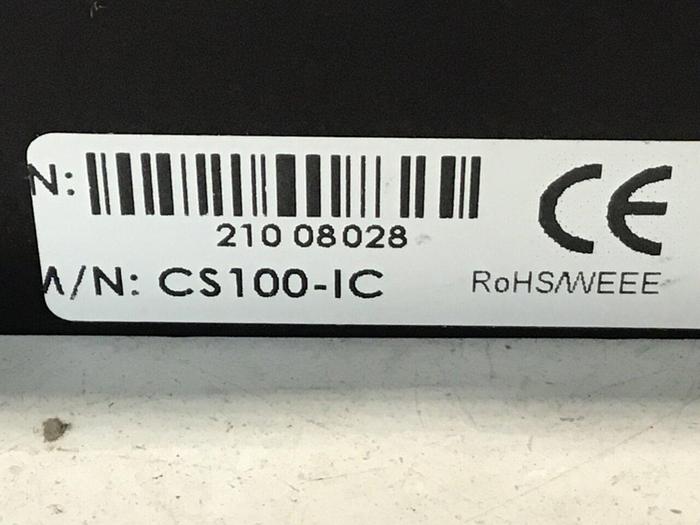 N:
210 08028
M/N: CS100-IC
CE
RoHS/WEEE